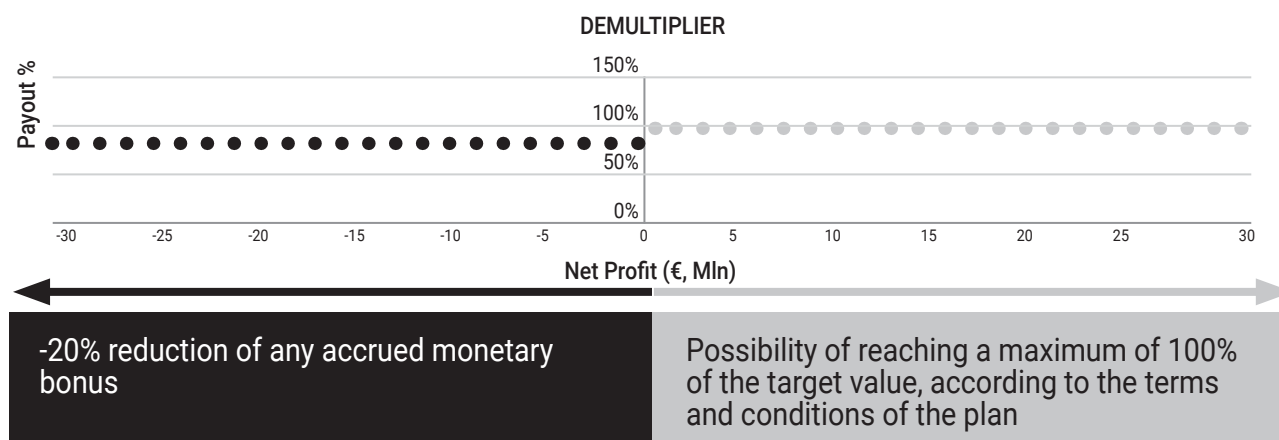 DEMULTIPLIER
Payout %
150%
100%
50%
0%
-30 -25 -20 -15 -10 -5 0 5 10 15 20 25 30
Net Profit (€, Mln)
-20% reduction of any accrued monetary
bonus
Possibility of reaching a maximum of 100%
of the target value, according to the terms
and conditions of the plan